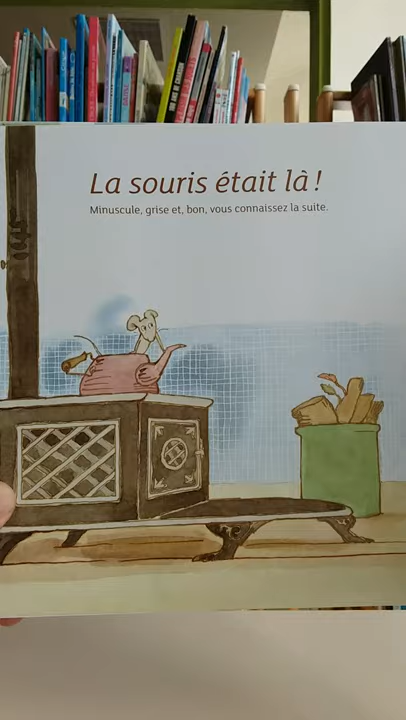 La souris était là !
Minuscule, grise et, bon, vous connaissez la suite.